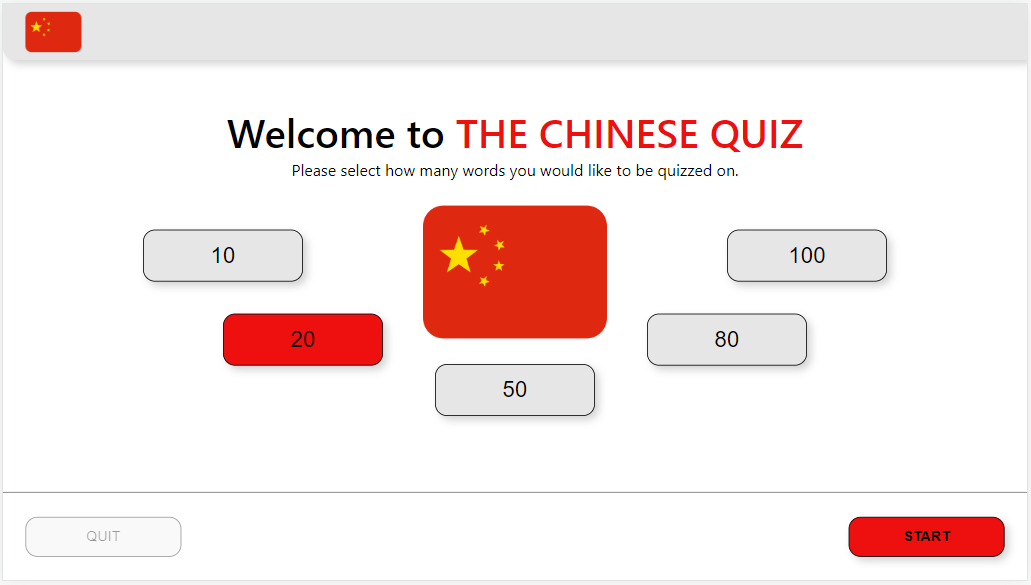 Welcome to THE CHINESE QUIZ
Please select how many words you would like to be quizzed on.
10
100
20
80
50
QUIT
START